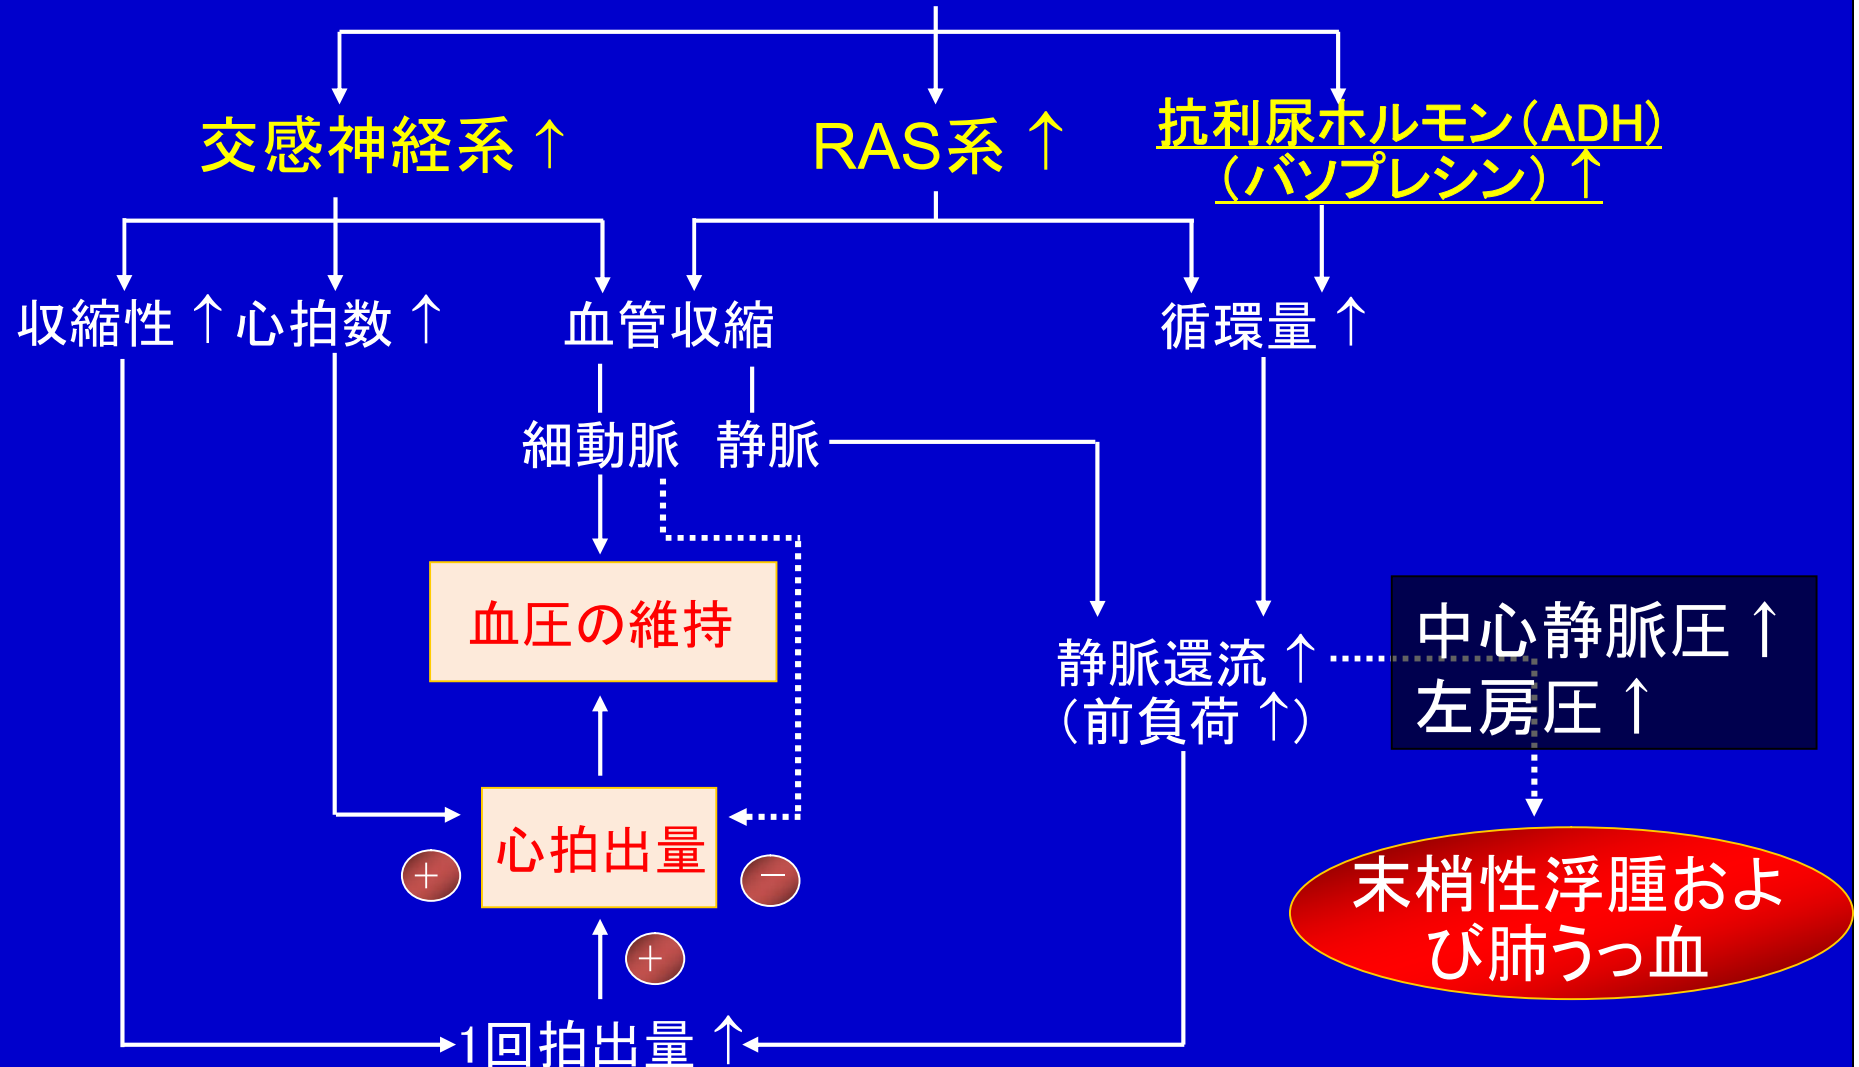 交感神経系↑
RAS系↑
抗利尿ホルモン(ADH)
(バソプレシン)↑
収縮性↑
心拍数↑
血管収縮
循環量↑
細動脈
静脈
血圧の維持
静脈還流↑
(前負荷↑)
中心静脈圧↑
左房圧↑
心拍出量
+
−
+
末梢性浮腫およ
び肺うっ血
1回拍出量↑